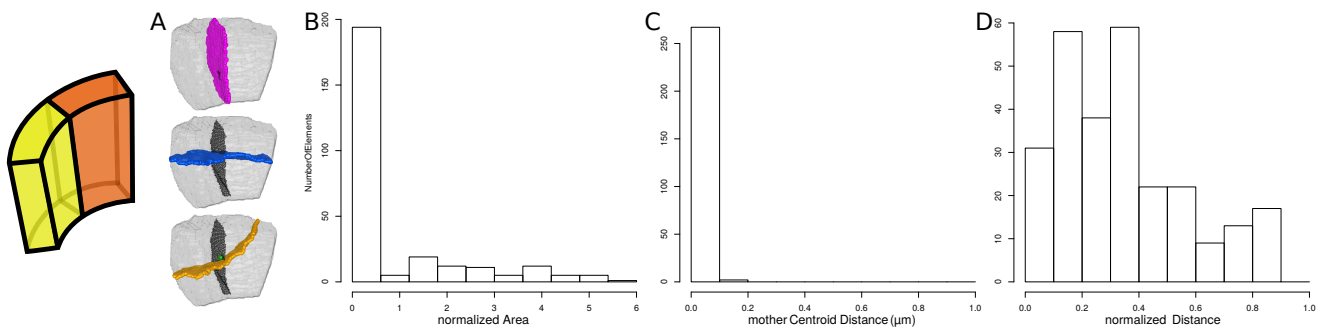 A
B
C
D
NumberOfElements
0
50
100
150
200
0 1 2 3 4 5 6
normalized Area
0
50
100
150
200
250
0.0 0.2 0.4 0.6 0.8 1.0
mother Centroid Distance (µm)
0
10
20
30
40
50
60
0.0 0.2 0.4 0.6 0.8 1.0
normalized Distance